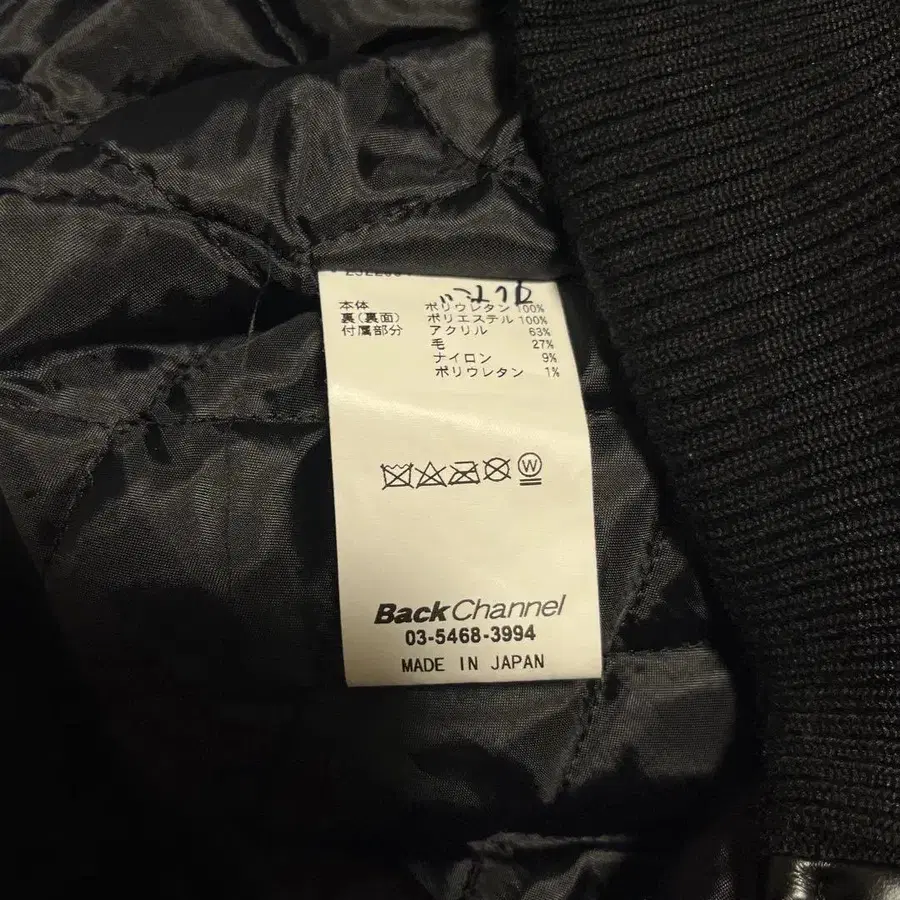 本体 ポリウレタン 100%
裏(裏面) ポリエステル 100%
付属部分 アクリル 63%
毛 27%
ナイロン 9%
ポリウレタン 1%
W
Back Channel
03-5468-3994
MADE IN JAPAN